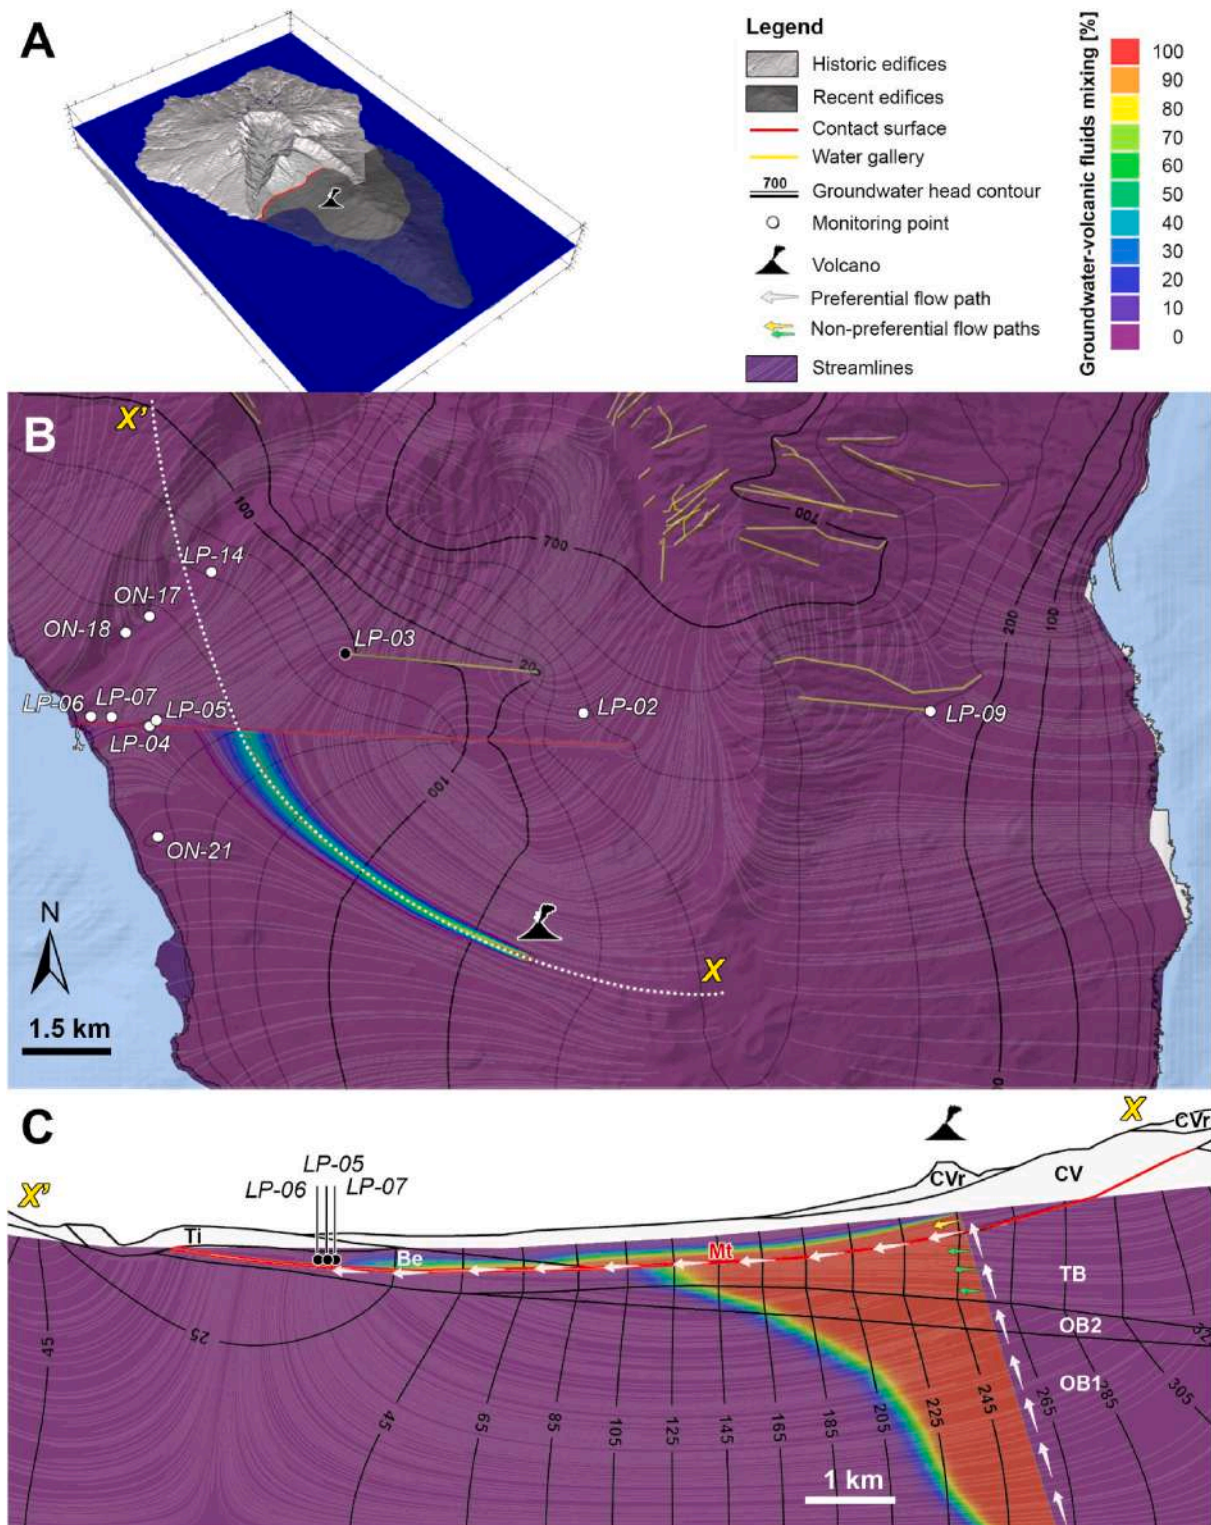 A
Legend
Historic edifices
Recent edifices
Contact surface
Water gallery
700
Groundwater head contour
Monitoring point
Volcano
Preferential flow path
Non-preferential flow paths
Streamlines
Groundwater-volcanic fluids mixing [%]
100
90
80
70
60
50
40
30
20
10
0
B
X'
100
700
700
LP-14
ON-17
ON-18
LP-03
20
200
100
LP-06
LP-07
LP-05
LP-04
LP-02
LP-09
100
ON-21
X
N
1.5 km
C
X
CVr
LP-05
LP-06
LP-07
CVr
CV
X'
Ti
Be
Mt
TB
OB2
OB1
45
25
45
65
85
105
125
145
165
185
205
225
245
265
285
305
1 km